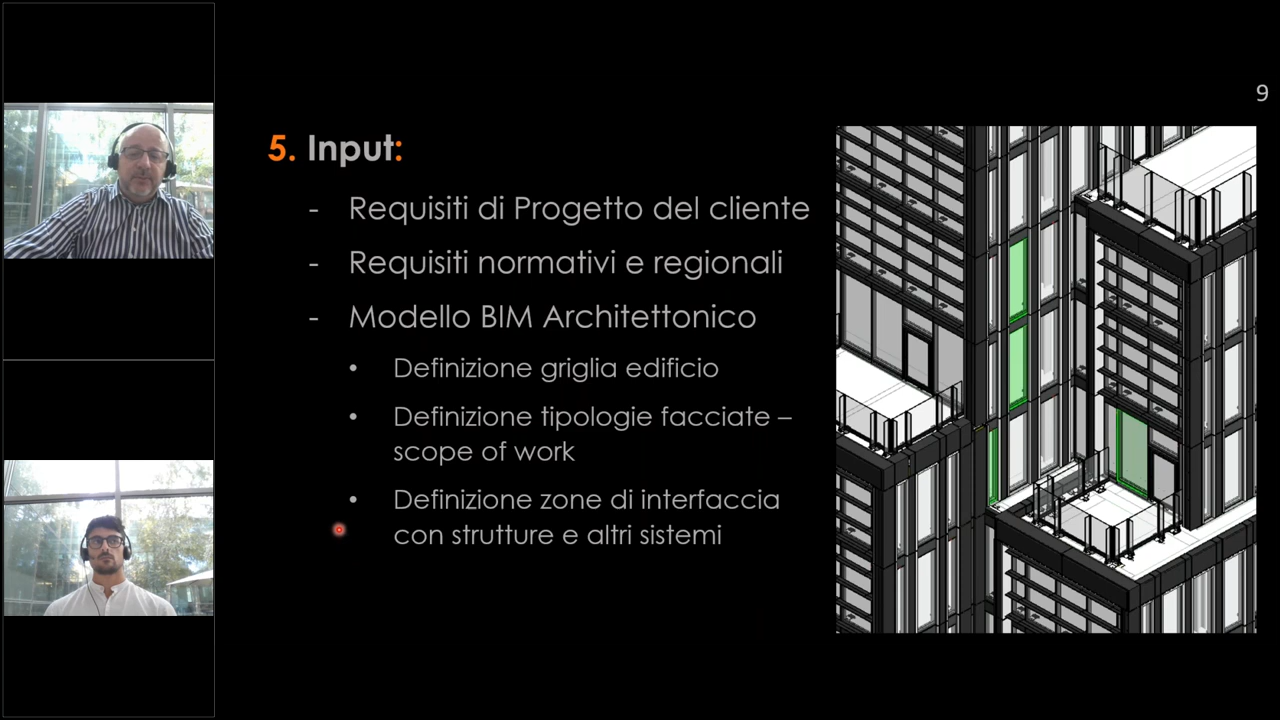 9
5. Input:
- Requisiti di Progetto del cliente
- Requisiti normativi e regionali
- Modello BIM Architettonico
• Definizione griglia edificio
• Definizione tipologie facciate –
scope of work
• Definizione zone di interfaccia
con strutture e altri sistemi